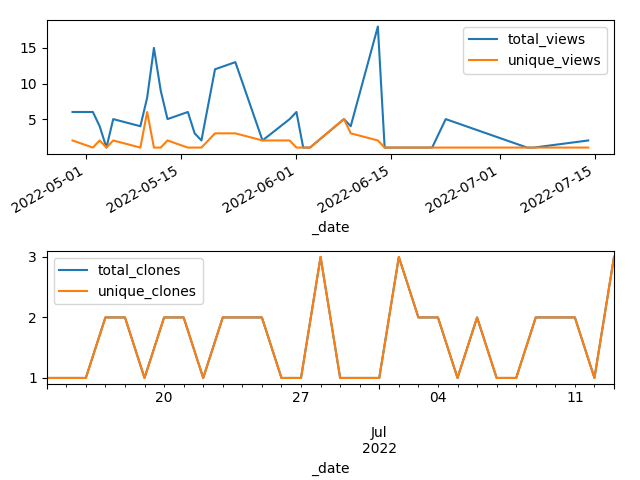 total_views
unique_views
15
10
5
2022-05-01
2022-05-15
2022-06-01
2022-06-15
2022-07-01
2022-07-15
_date
3
total_clones
unique_clones
2
1
20
27
04
11
Jul
2022
_date